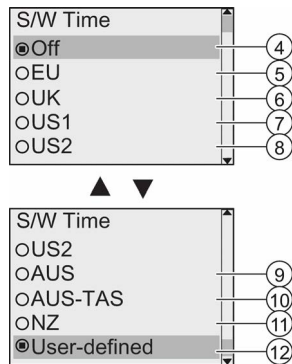 S/W Time
Off 4
EU 5
UK 6
US1 7
US2 8
S/W Time
US2
AUS 9
AUS-TAS 10
NZ 11
User-defined 12